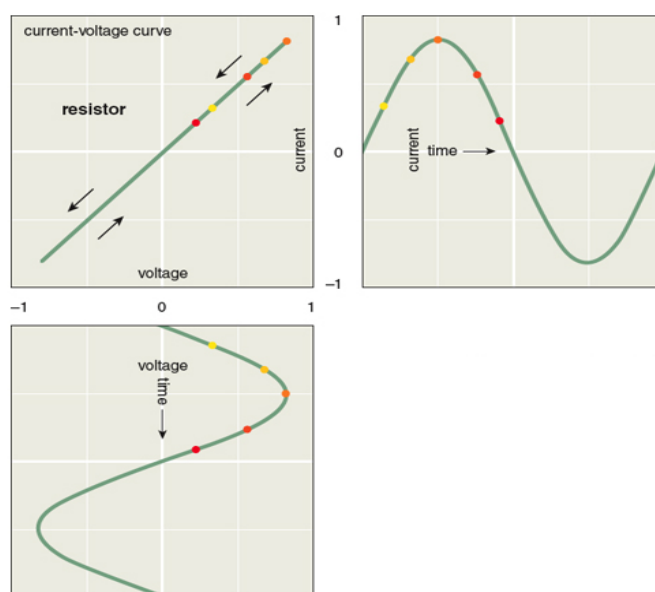 current-voltage curve
resistor
current
voltage
1
current
time
0
−1
−1
0
1
voltage
time